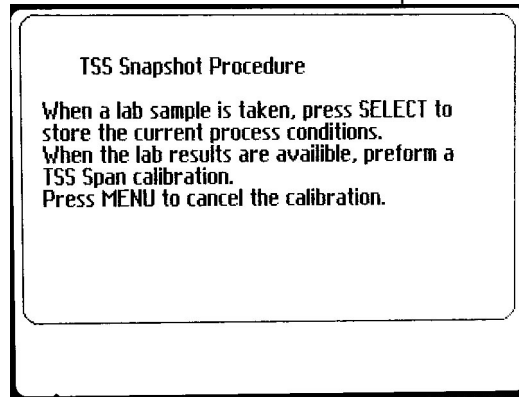 TSS Snapshot Procedure
When a lab sample is taken, press SELECT to
store the current process conditions.
When the lab results are availible, preform a
TSS Span calibration.
Press MENU to cancel the calibration.